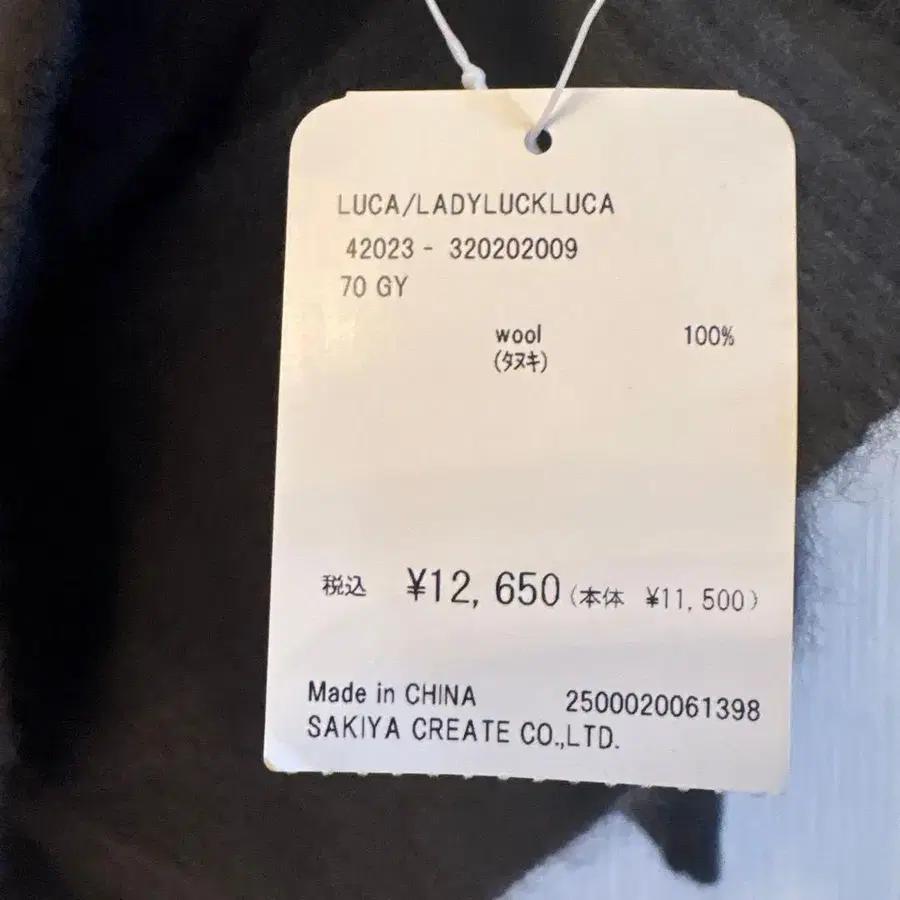 LUCA/LADYLUCKLUCA
42023 - 320202009
70 GY
wool 100%
(ﾀﾇｷ)
税込 ¥12,650 (本体 ¥11,500)
Made in CHINA 2500020061398
SAKIYA CREATE CO.,LTD.